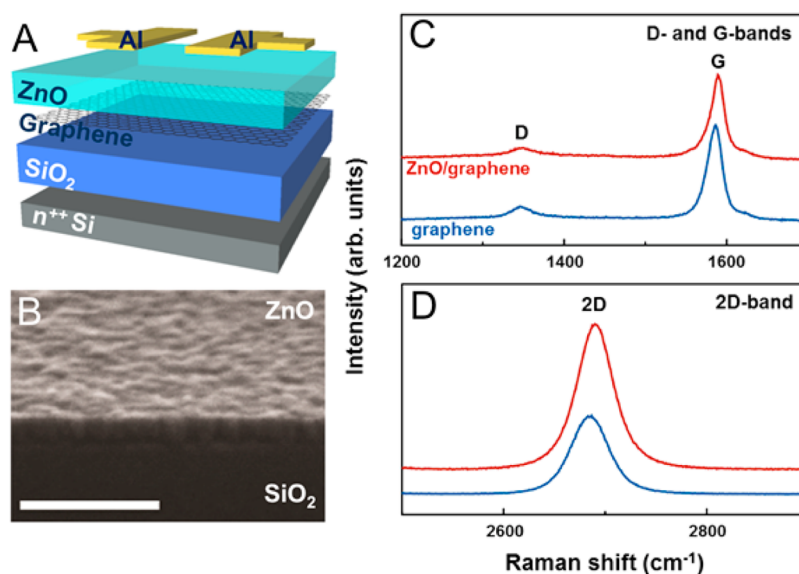 A
Al
Al
ZnO
Graphene
SiO₂
n⁺⁺ Si
B
ZnO
SiO₂
Intensity (arb. units)
C
D- and G-bands
G
D
ZnO/graphene
graphene
1200
1400
1600
D
2D-band
2D
2600
2800
Raman shift (cm⁻¹)